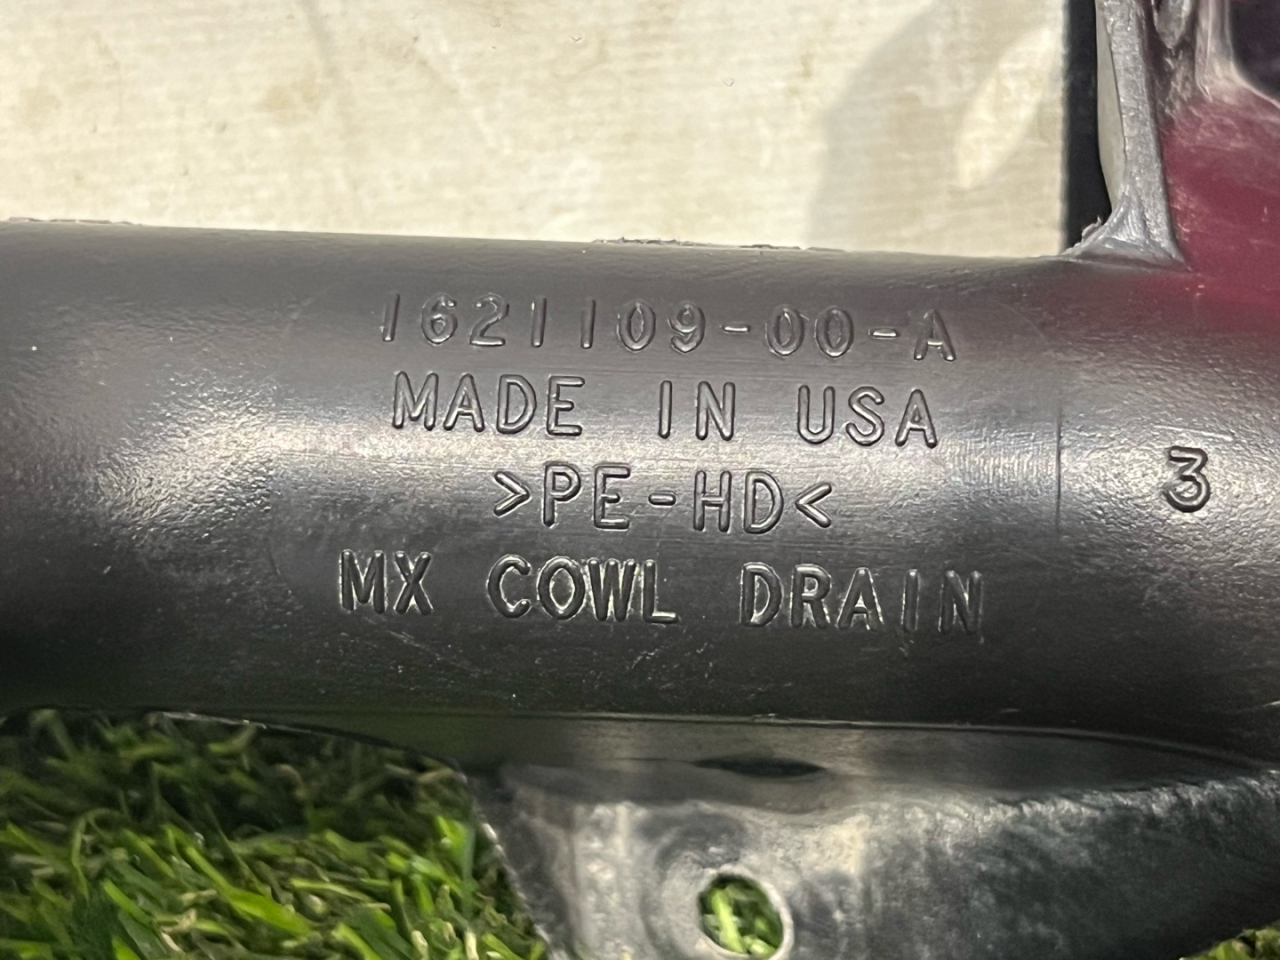 1621109-00-A
MADE IN USA
>PE-HD<
MX COWL DRAIN
3